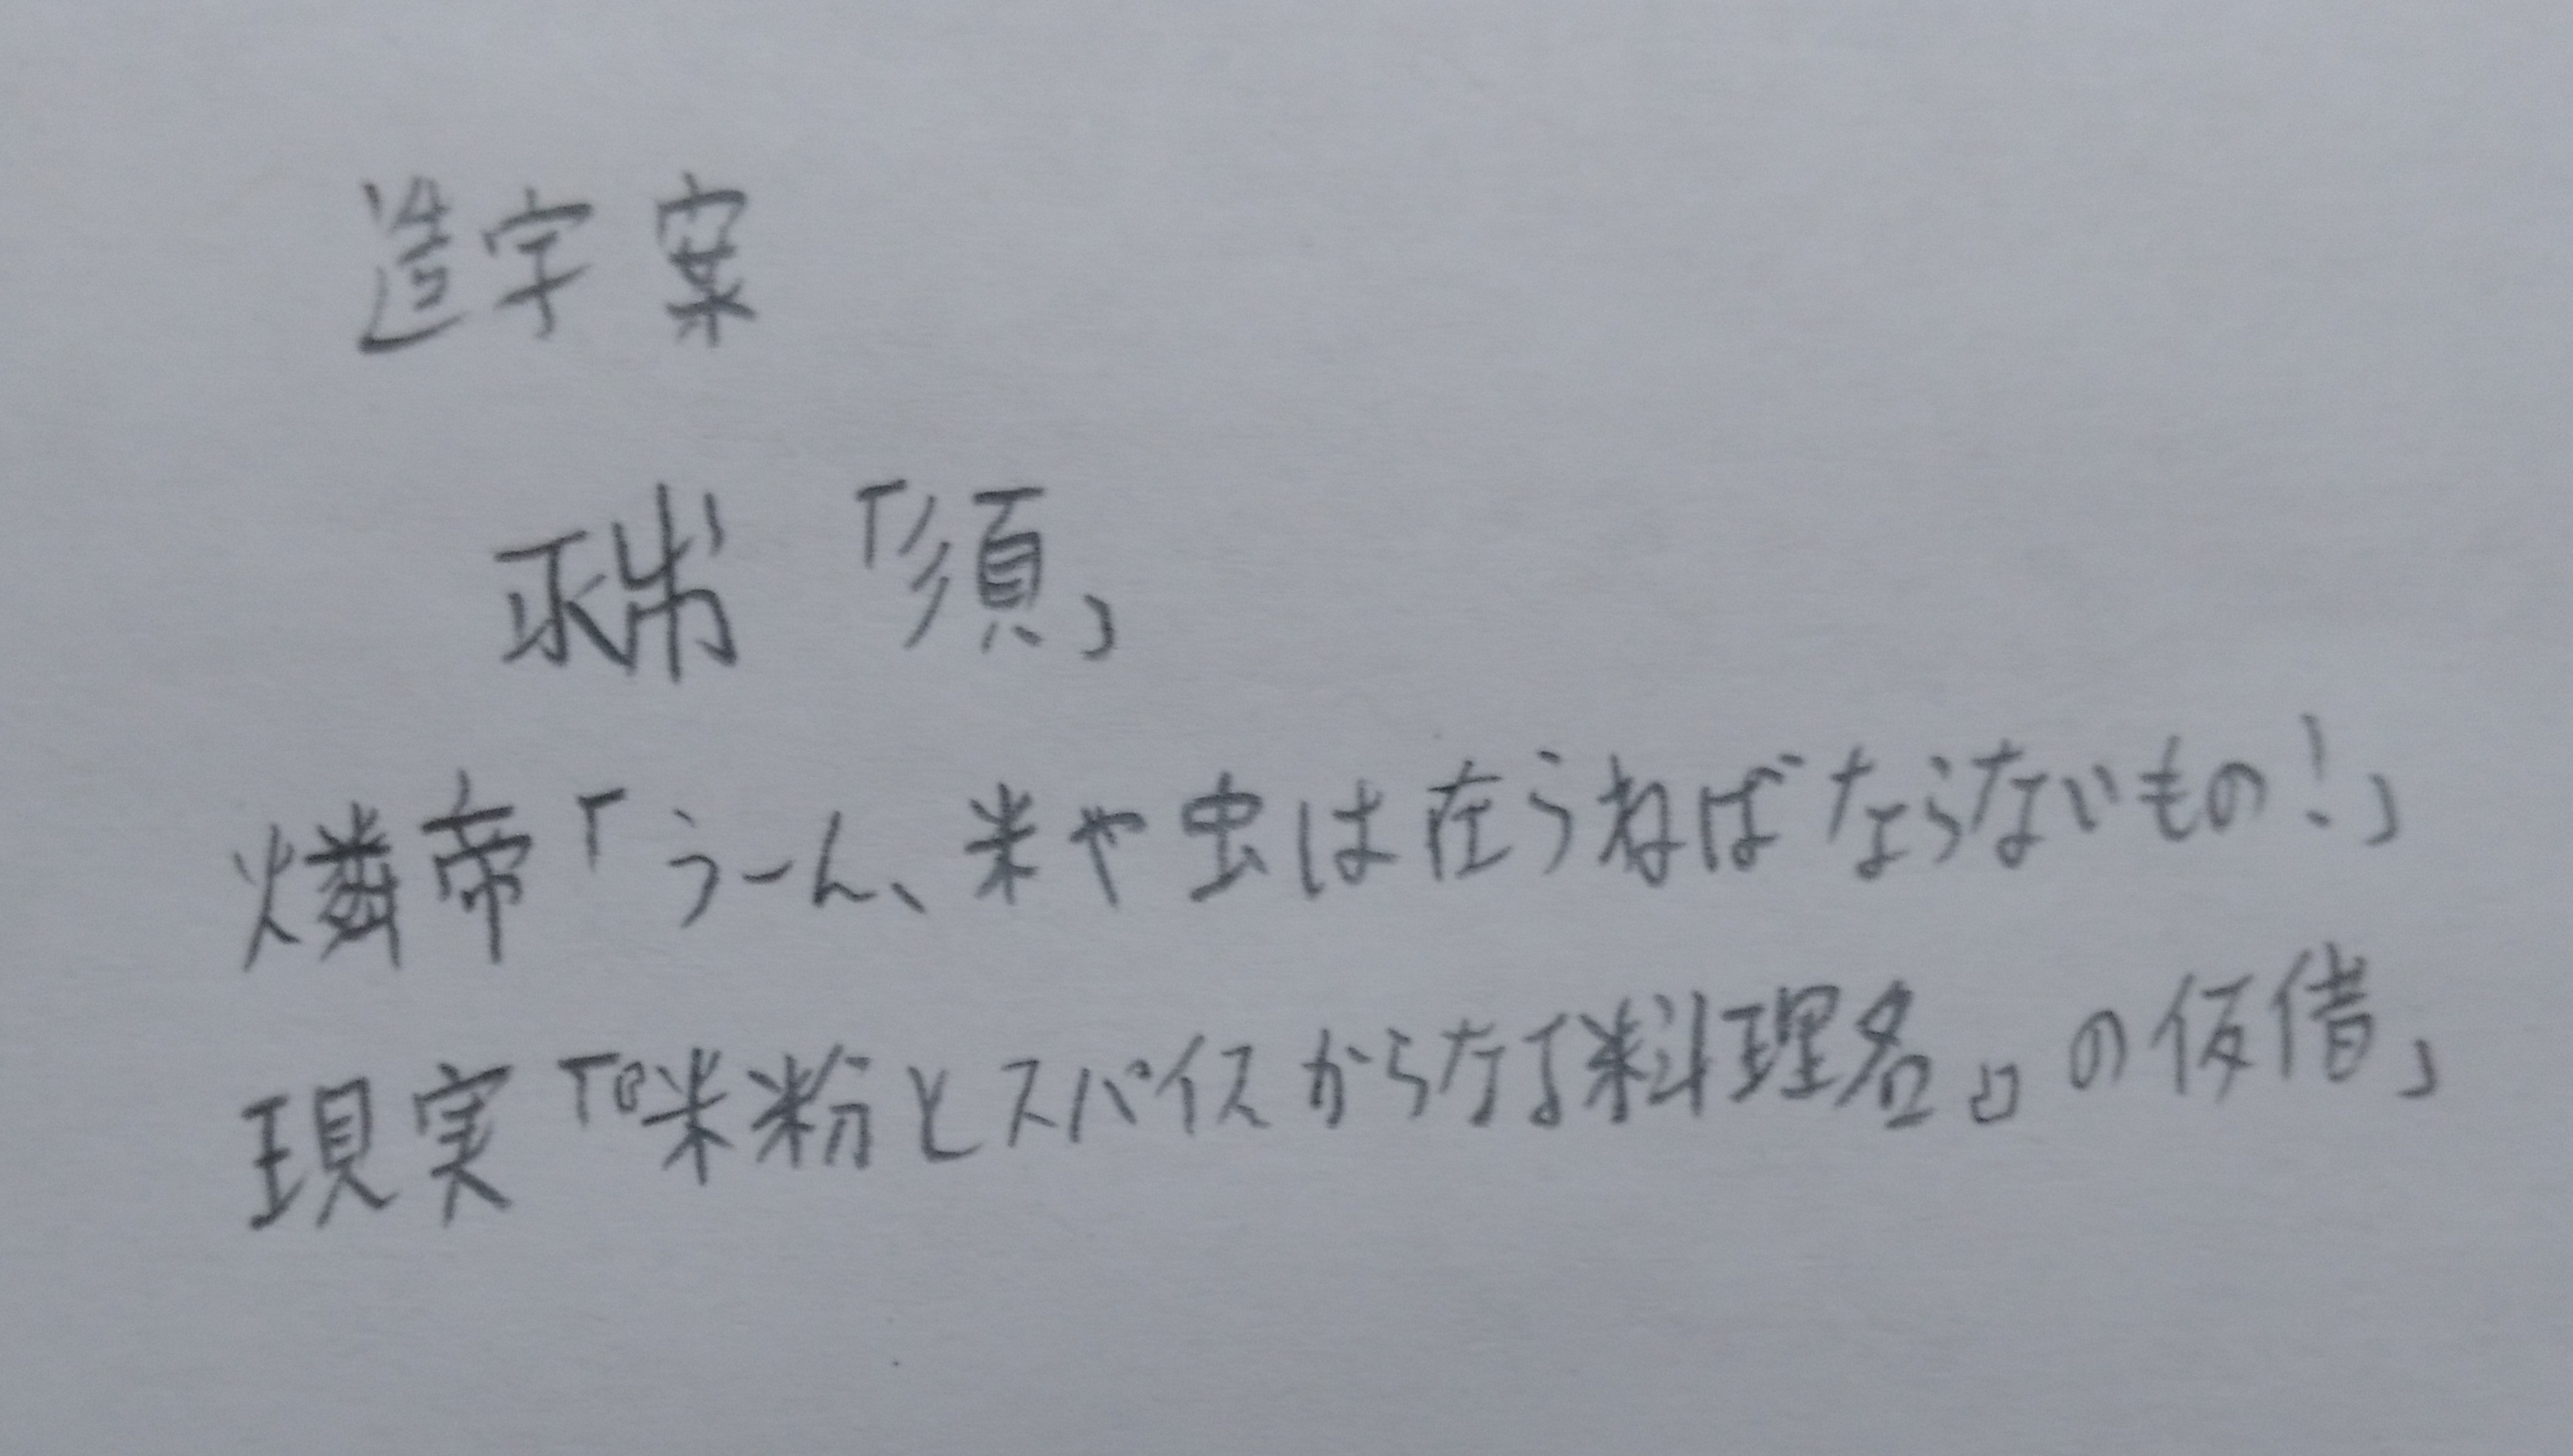 造字案
「須」
燐帝「うーん、米や虫は在らねばならないもの!」
現実「『米粉とスパイスからなる料理名』の仮借」